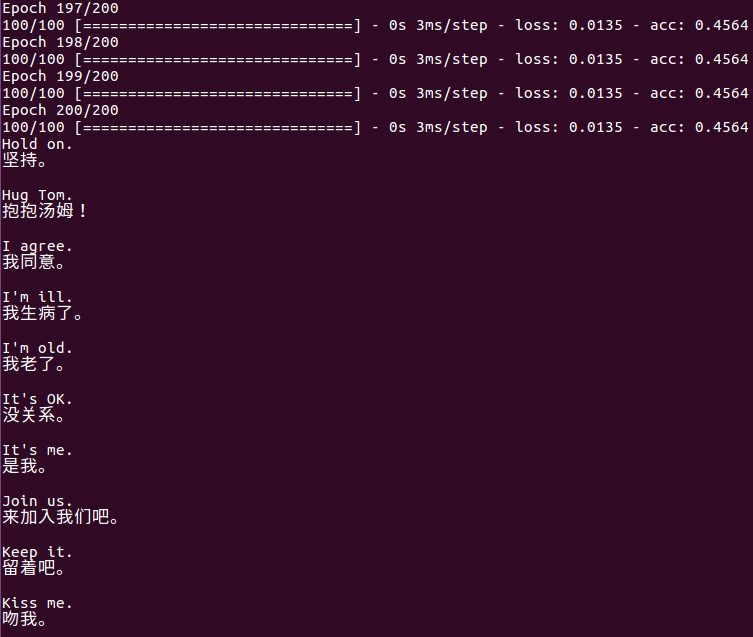 Epoch 197/200
100/100 [==============================] - 0s 3ms/step - loss: 0.0135 - acc: 0.4564
Epoch 198/200
100/100 [==============================] - 0s 3ms/step - loss: 0.0135 - acc: 0.4564
Epoch 199/200
100/100 [==============================] - 0s 3ms/step - loss: 0.0135 - acc: 0.4564
Epoch 200/200
100/100 [==============================] - 0s 3ms/step - loss: 0.0135 - acc: 0.4564
Hold on.
坚持。
Hug Tom.
抱抱汤姆！
I agree.
我同意。
I'm ill.
我生病了。
I'm old.
我老了。
It's OK.
没关系。
It's me.
是我。
Join us.
来加入我们吧。
Keep it.
留着吧。
Kiss me.
吻我。